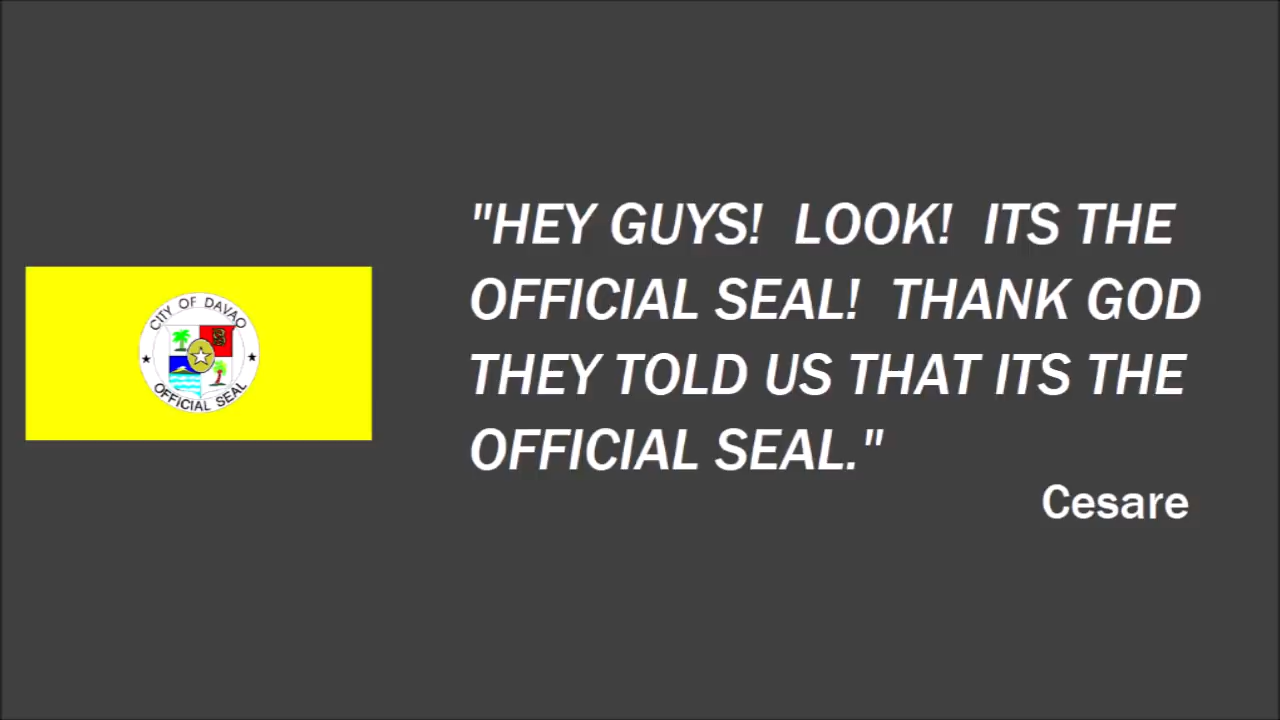 CITY OF DAVAO
OFFICIAL SEAL
"HEY GUYS!  LOOK!  ITS THE
OFFICIAL SEAL!  THANK GOD
THEY TOLD US THAT ITS THE
OFFICIAL SEAL."
Cesare